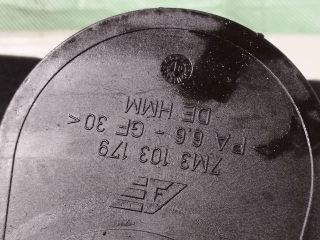 7M3 103 179
> PA 6.6 - GF 30 <
DE HMM